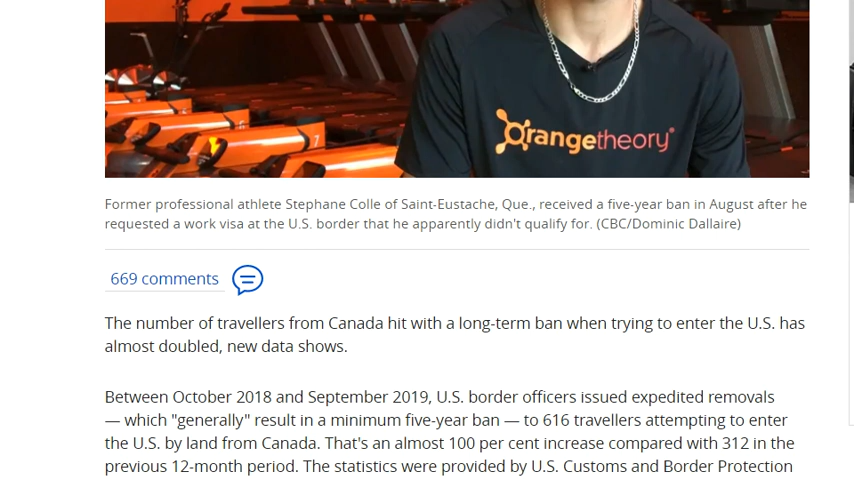 7
Orangetheory®
Former professional athlete Stephane Colle of Saint-Eustache, Que., received a five-year ban in August after he
requested a work visa at the U.S. border that he apparently didn't qualify for. (CBC/Dominic Dallaire)
669 comments
The number of travellers from Canada hit with a long-term ban when trying to enter the U.S. has
almost doubled, new data shows.
Between October 2018 and September 2019, U.S. border officers issued expedited removals
— which "generally" result in a minimum five-year ban — to 616 travellers attempting to enter
the U.S. by land from Canada. That's an almost 100 per cent increase compared with 312 in the
previous 12-month period. The statistics were provided by U.S. Customs and Border Protection